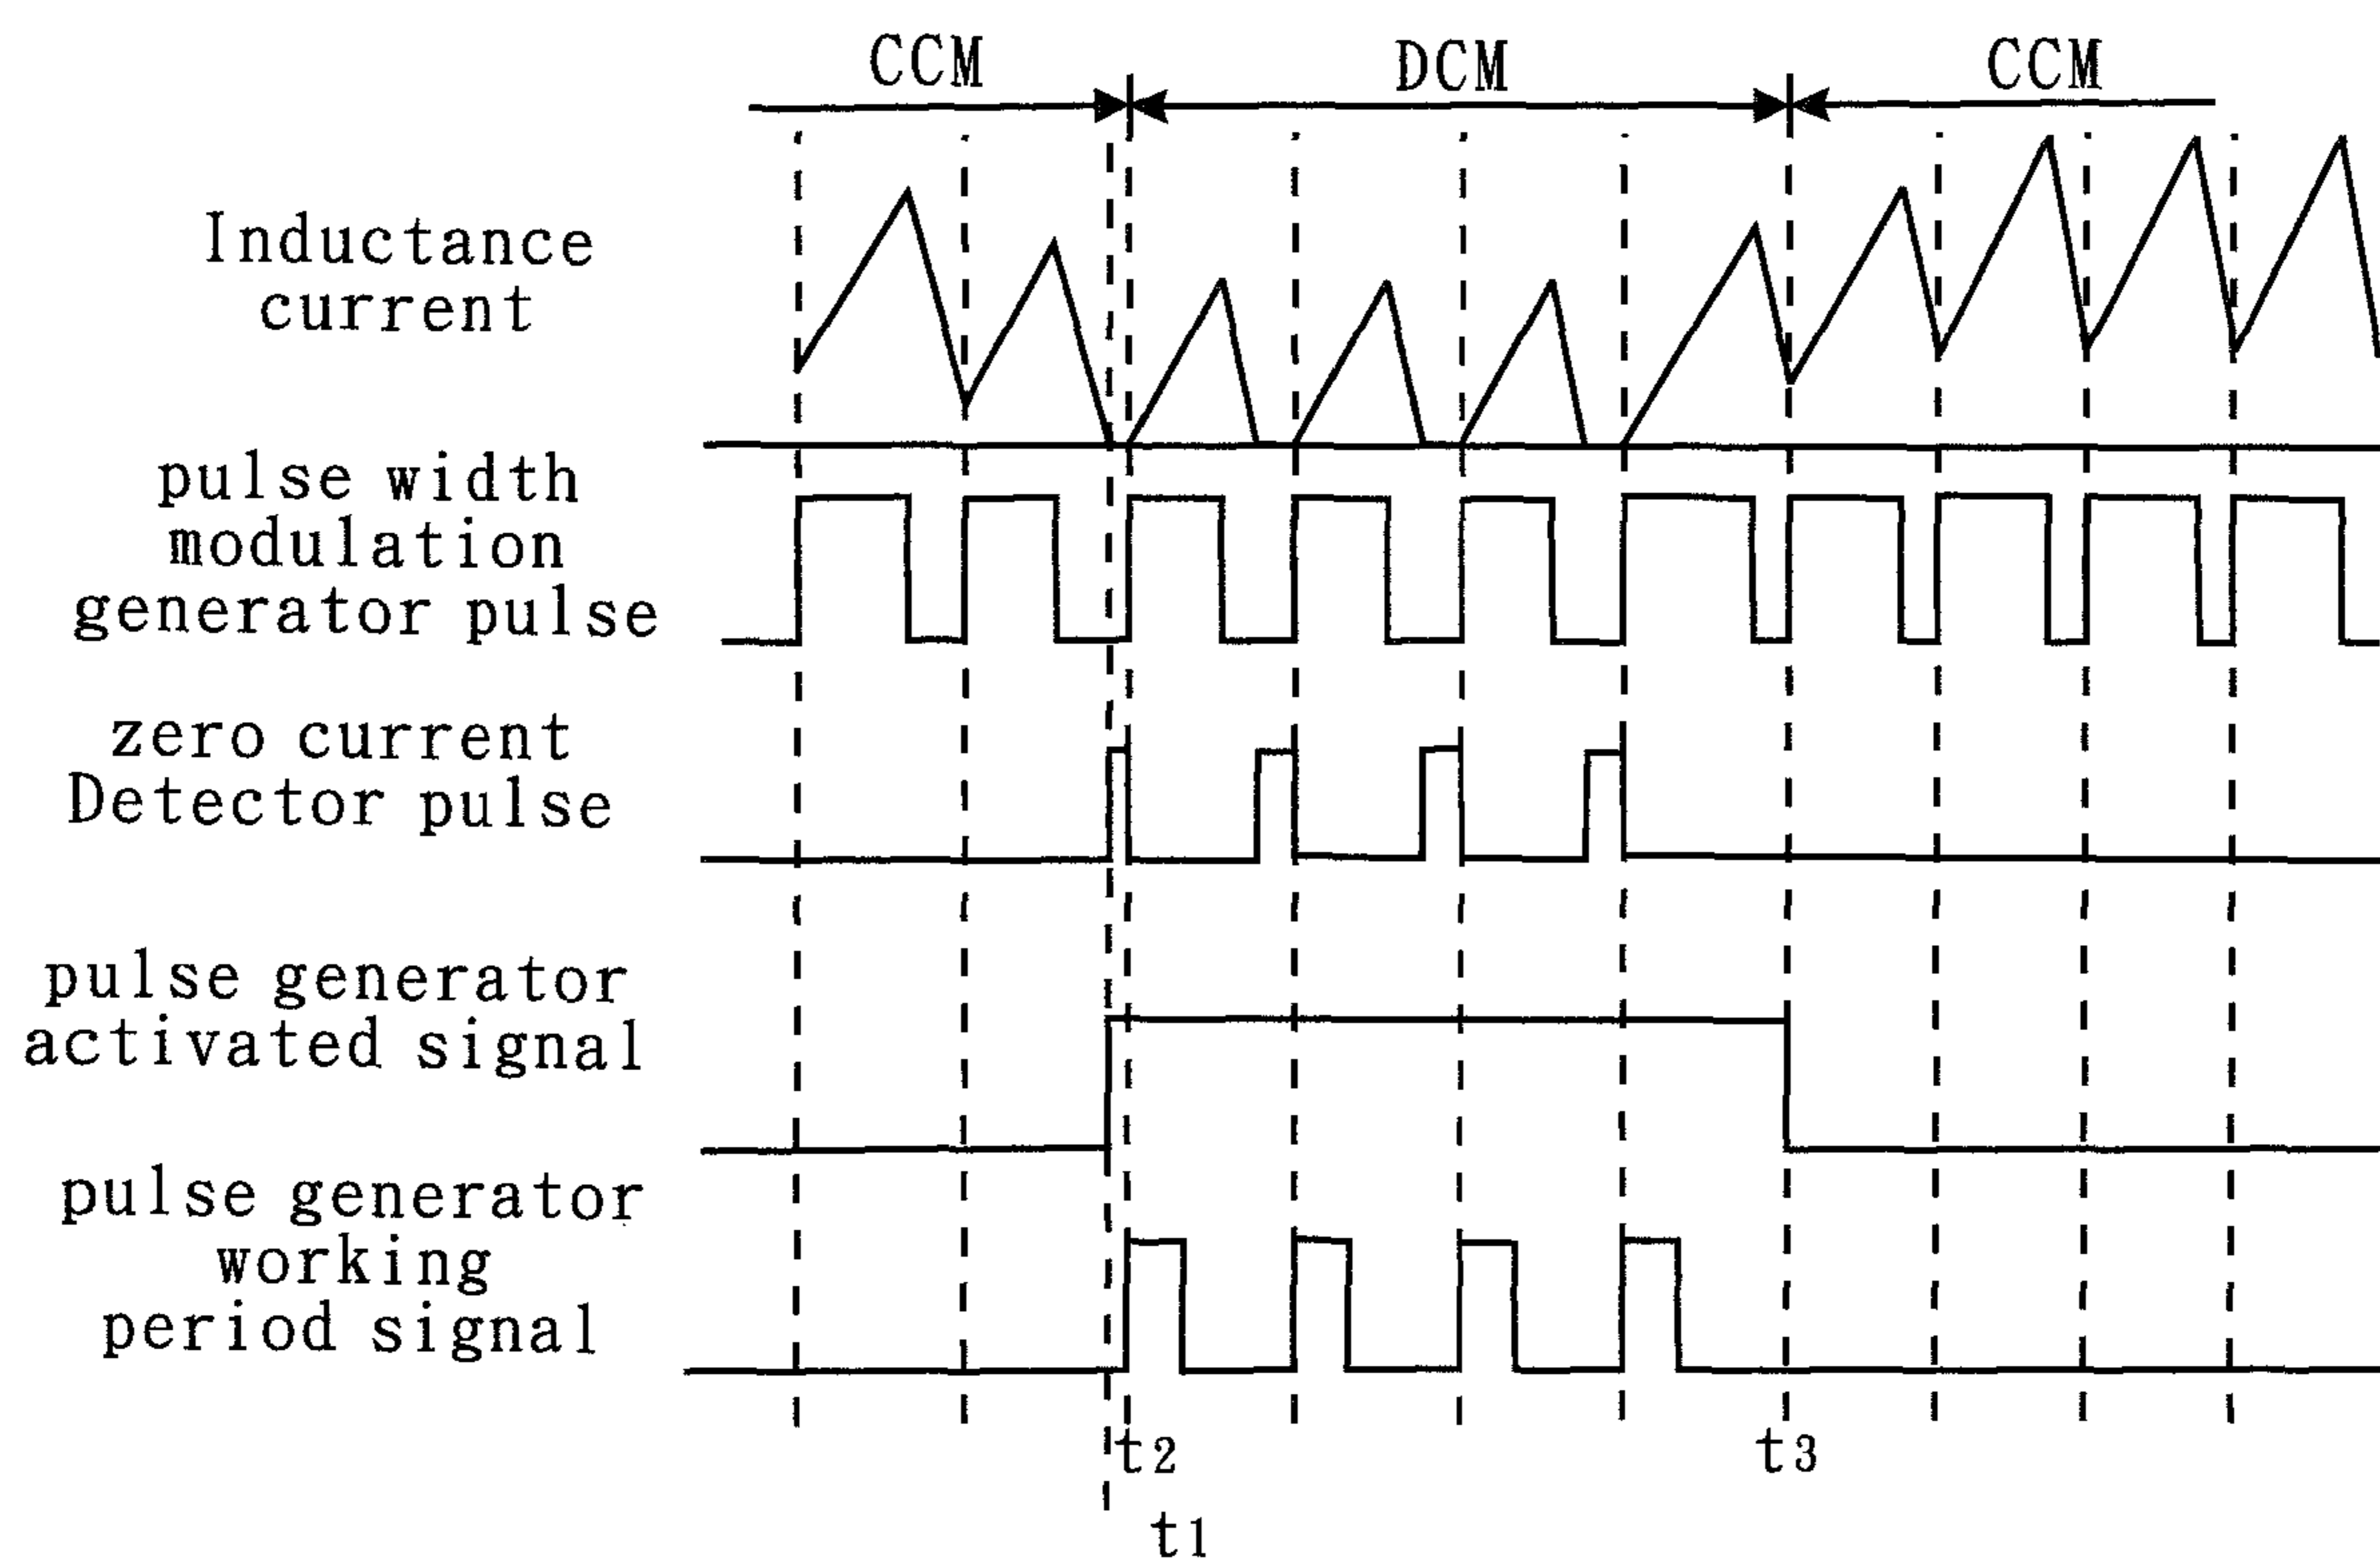 CCM
DCM
CCM
Inductance
current
pulse width
modulation
generator pulse
zero current
Detector pulse
pulse generator
activated signal
pulse generator
working
period signal
t2
t3
t1